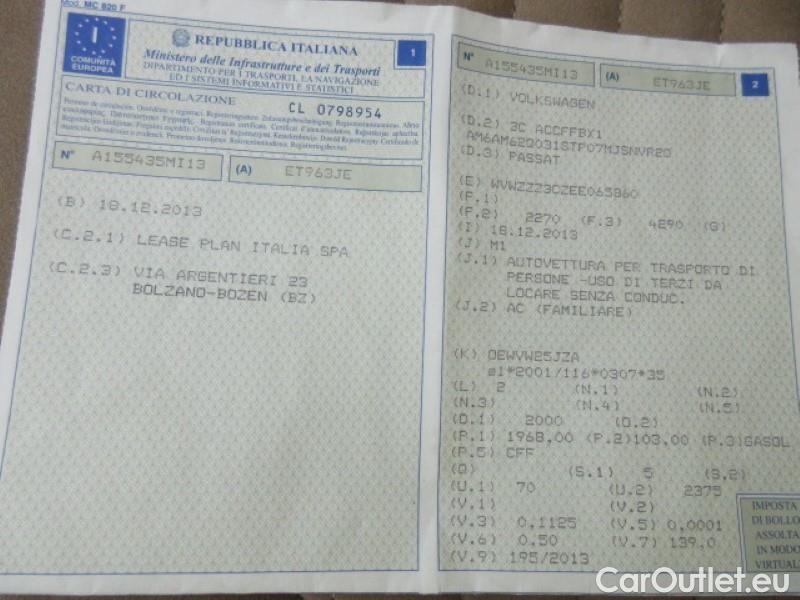 Mod. MC 820 F
I
COMUNITÀ
EUROPEA
REPUBBLICA ITALIANA
1
Ministero delle Infrastrutture e dei Trasporti
DIPARTIMENTO PER I TRASPORTI, LA NAVIGAZIONE
ED I SISTEMI INFORMATIVI E STATISTICI
CARTA DI CIRCOLAZIONE
CL 0798954
N° A155435MI13
(A) ET963JE
(B) 18.12.2013
(C.2.1) LEASE PLAN ITALIA SPA
(C.2.3) VIA ARGENTIERI 23
BOLZANO-BOZEN (BZ)
N° A155435MI13
(A) ET963JE
2
(D.1) VOLKSWAGEN
(D.2) 3C ACCFFBX1
AM6AM62Q031STP07MJSNVR20
(D.3) PASSAT
(E) WVWZZZ3CZEE065860
(F.1)
(F.2) 2270 (F.3) 4290 (G)
(I) 18.12.2013
(J) M1
(J.1) AUTOVETTURA PER TRASPORTO DI
PERSONE -USO DI TERZI DA
LOCARE SENZA CONDUC.
(J.2) AC (FAMILIARE)
(K) OEWVW25JZA
e1*2001/116*0307*35
(L) 2 (N.1) (N.2)
(N.3) (N.4) (N.5)
(O.1) 2000 (O.2)
(P.1) 1968,00 (P.2)103,00 (P.3)GASOL
(P.5) CFF
(Q) (S.1) 5 (S.2)
(U.1) 70 (U.2) 2375
(V.1) (V.2)
(V.3) 0,1125 (V.5) 0,0001
(V.6) 0,50 (V.7) 139,0
(V.9) 195/2013
IMPOSTA
DI BOLLO
ASSOLTA
IN MODO
VIRTUAL
CarOutlet.eu